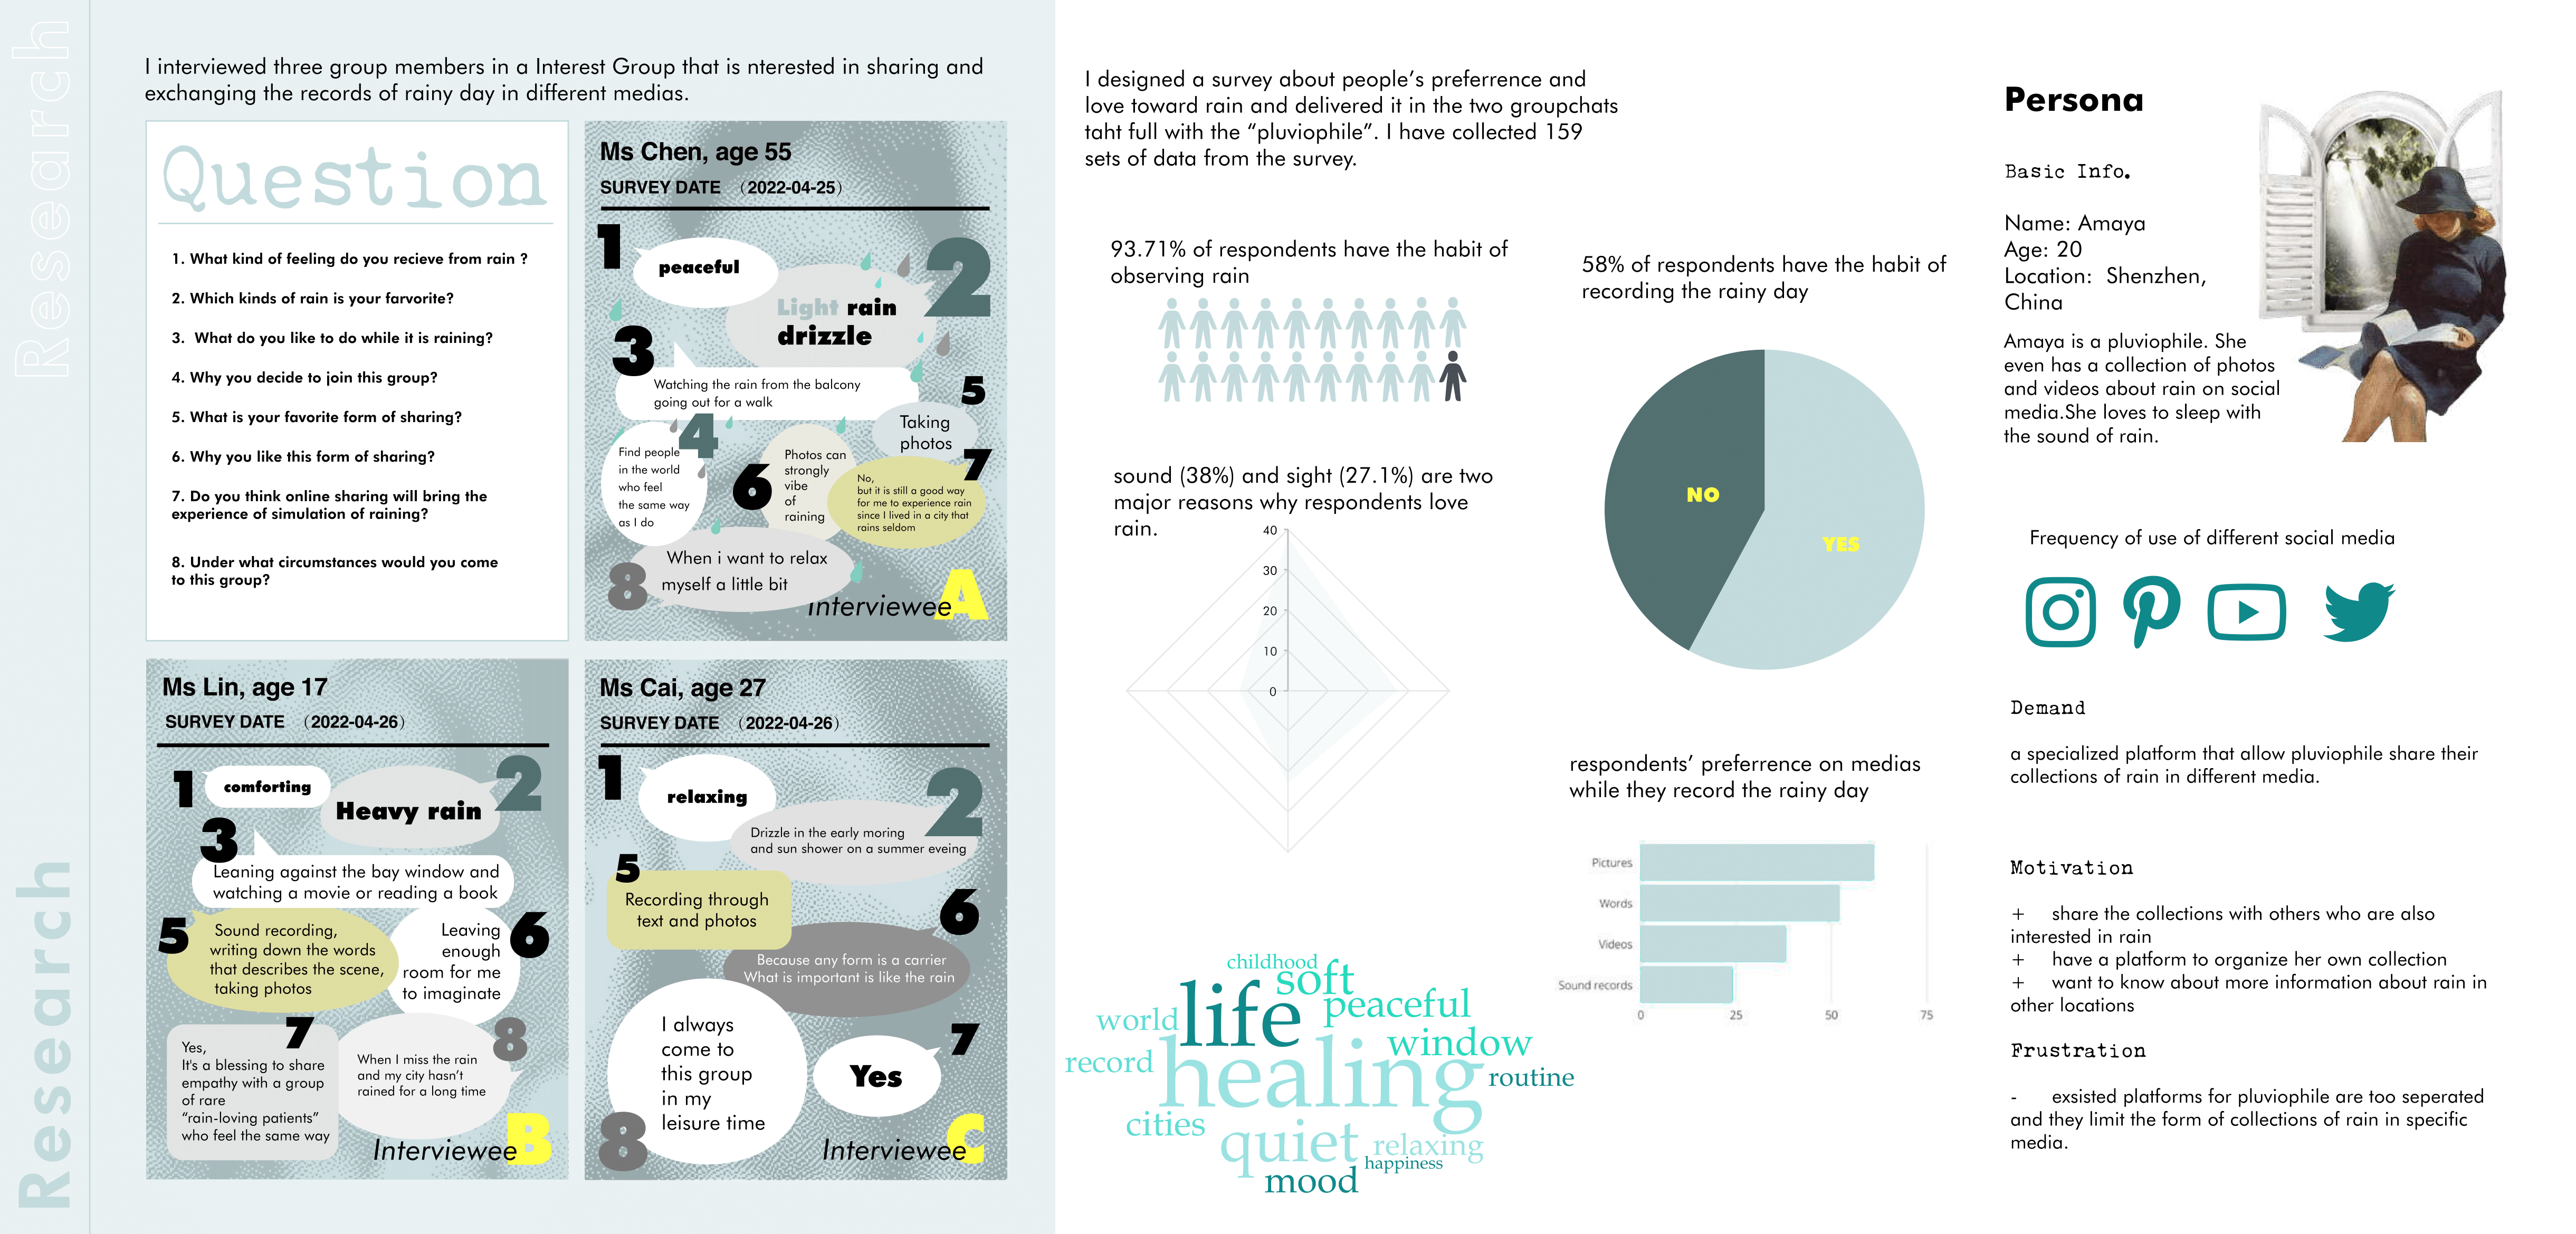 Research
Research
I interviewed three group members in a Interest Group that is nterested in sharing and
exchanging the records of rainy day in different medias.
Question
1. What kind of feeling do you recieve from rain ?
2. Which kinds of rain is your farvorite?
3. What do you like to do while it is raining?
4. Why you decide to join this group?
5. What is your favorite form of sharing?
6. Why you like this form of sharing?
7. Do you think online sharing will bring the
experience of simulation of raining?
8. Under what circumstances would you come
to this group?
Ms Chen, age 55
SURVEY DATE （2022-04-25）
1
peaceful
2
Light rain
drizzle
3
Watching the rain from the balcony
going out for a walk
4
Find people
in the world
who feel
the same way
as I do
5
Taking
photos
6
Photos can
strongly
vibe
of
raining
7
No,
but it is still a good way
for me to experience rain
since I lived in a city that
rains seldom
8
When i want to relax
myself a little bit
Interviewee A
Ms Lin, age 17
SURVEY DATE （2022-04-26）
1
comforting
2
Heavy rain
3
Leaning against the bay window and
watching a movie or reading a book
5
Sound recording,
writing down the words
that describes the scene,
taking photos
6
Leaving
enough
room for me
to imaginate
7
Yes,
It's a blessing to share
empathy with a group
of rare
“rain-loving patients”
who feel the same way
8
When I miss the rain
and my city hasn’t
rained for a long time
Interviewee B
Ms Cai, age 27
SURVEY DATE （2022-04-26）
1
relaxing
2
Drizzle in the early moring
and sun shower on a summer eveing
5
Recording through
text and photos
6
Because any form is a carrier
What is important is like the rain
7
Yes
8
I always
come to
this group
in my
leisure time
Interviewee C
I designed a survey about people’s preferrence and
love toward rain and delivered it in the two groupchats
taht full with the “pluviophile”. I have collected 159
sets of data from the survey.
93.71% of respondents have the habit of
observing rain
sound (38%) and sight (27.1%) are two
major reasons why respondents love
rain.
40
30
20
10
0
childhood
soft
life
peaceful
world
window
record
healing
routine
cities
quiet
relaxing
happiness
mood
58% of respondents have the habit of
recording the rainy day
NO
YES
respondents’ preferrence on medias
while they record the rainy day
Pictures
Words
Videos
Sound records
0 25 50 75
Persona
Basic Info.
Name: Amaya
Age: 20
Location: Shenzhen,
China
Amaya is a pluviophile. She
even has a collection of photos
and videos about rain on social
media.She loves to sleep with
the sound of rain.
Frequency of use of different social media
Demand
a specialized platform that allow pluviophile share their
collections of rain in different media.
Motivation
+ share the collections with others who are also
interested in rain
+ have a platform to organize her own collection
+ want to know about more information about rain in
other locations
Frustration
- exsisted platforms for pluviophile are too seperated
and they limit the form of collections of rain in specific
media.